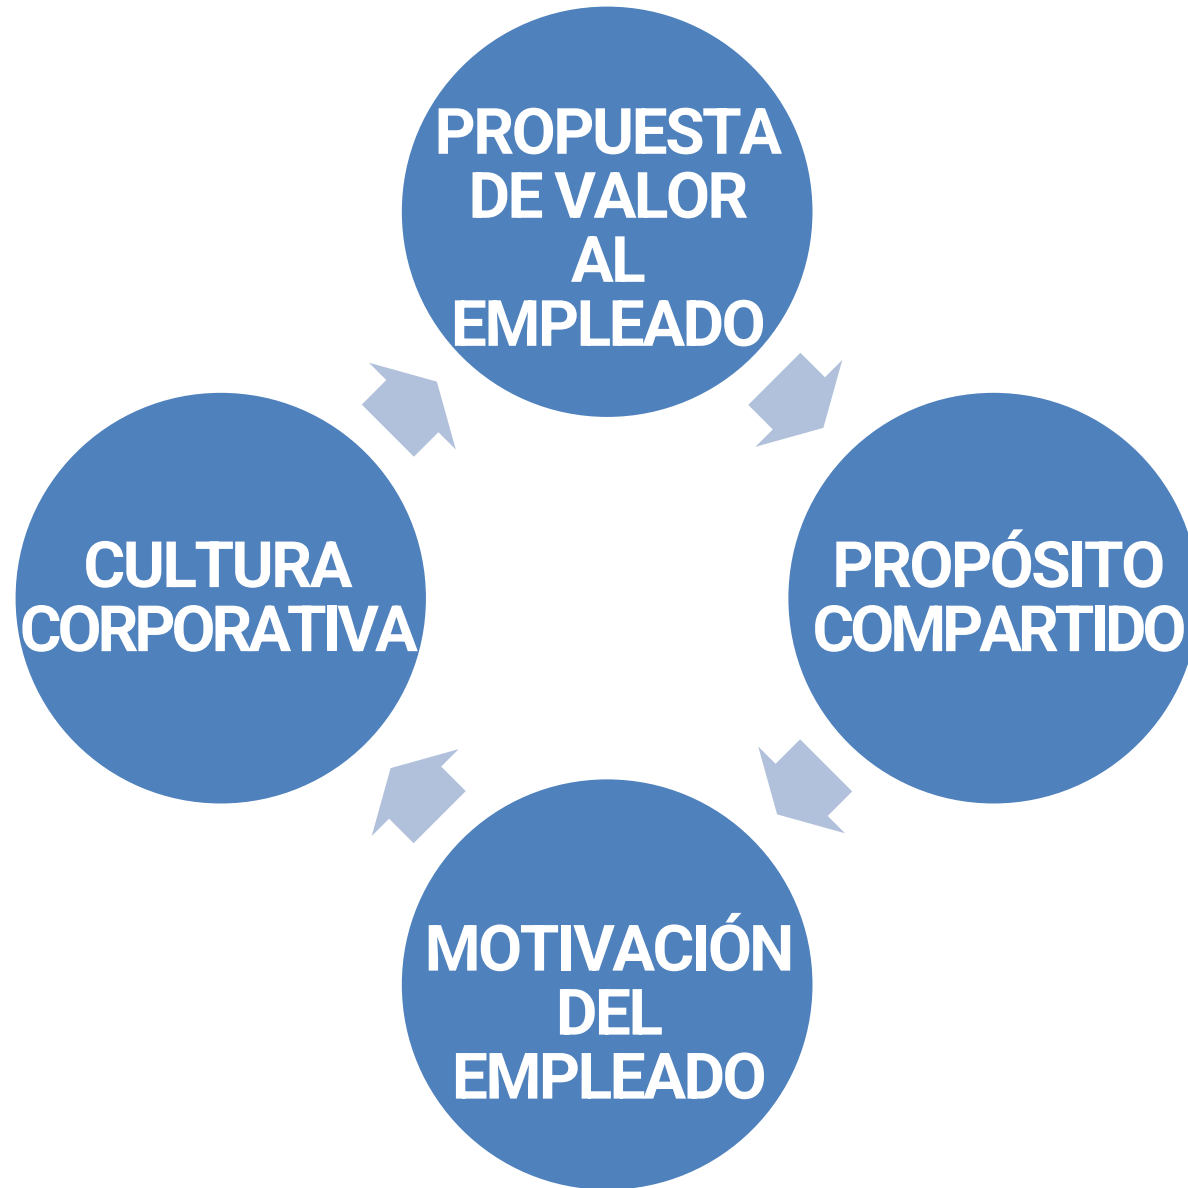 PROPUESTA
DE VALOR
AL
EMPLEADO
PROPÓSITO
COMPARTIDO
MOTIVACIÓN
DEL
EMPLEADO
CULTURA
CORPORATIVA